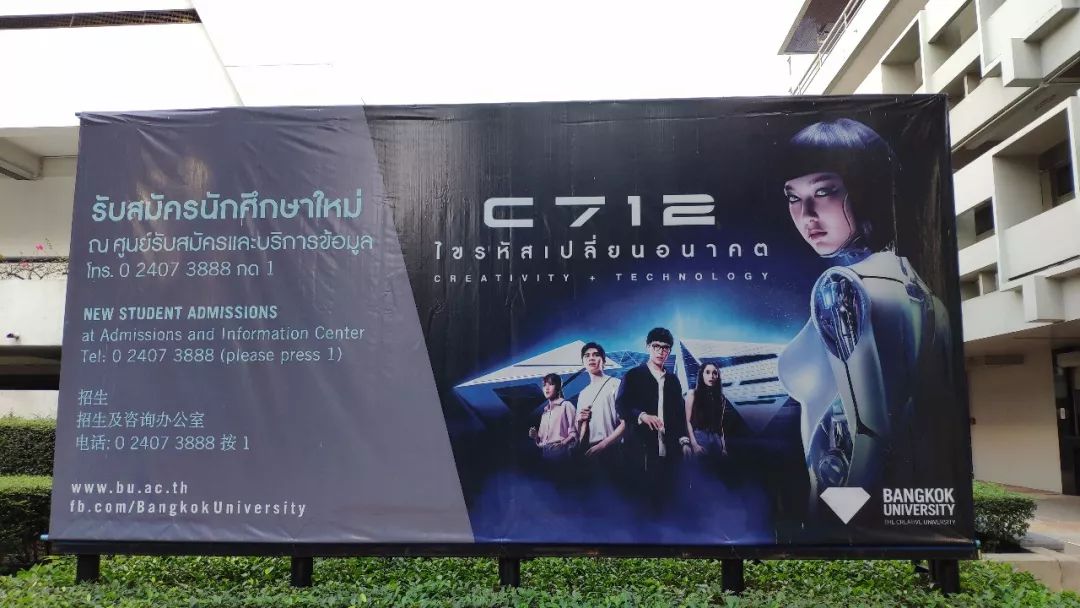 รับสมัครนักศึกษาใหม่
ณ ศูนย์รับสมัครและบริการข้อมูล
โทร. 0 2407 3888 กด 1
NEW STUDENT ADMISSIONS
at Admissions and Information Center
Tel: 0 2407 3888 (please press 1)
招生
招生及咨询办公室
电话: 0 2407 3888 按 1
www.bu.ac.th
fb.com/BangkokUniversity
C712
ไขรหัสเปลี่ยนอนาคต
CREATIVITY + TECHNOLOGY
BANGKOK
UNIVERSITY
THE CREATIVE UNIVERSITY